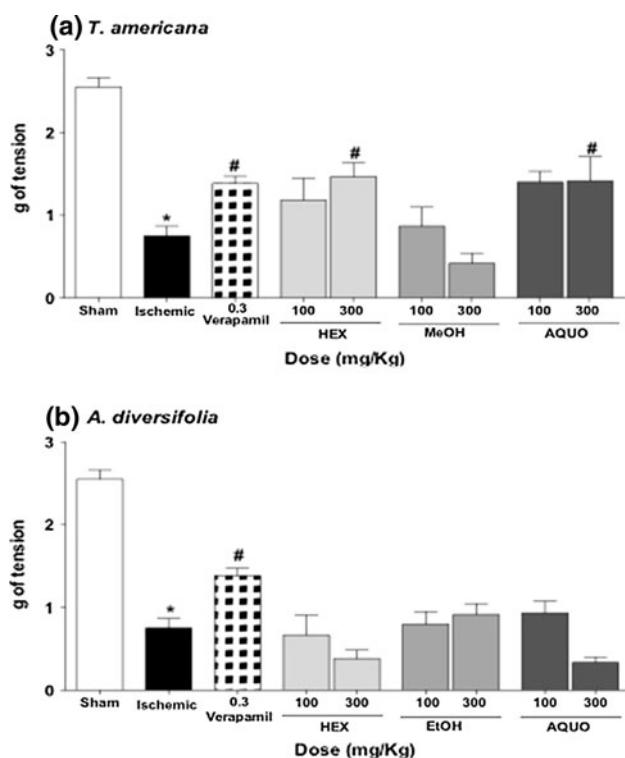 (a) T. americana
3
2
1
0
g of tension
*
#
#
#
Sham Ischemic 0.3 100 300 100 300 100 300
Verapamil HEX MeOH AQUO
Dose (mg/Kg)
(b) A. diversifolia
3
2
1
0
g of tension
*
#
Sham Ischemic 0.3 100 300 100 300 100 300
Verapamil HEX EtOH AQUO
Dose (mg/Kg)